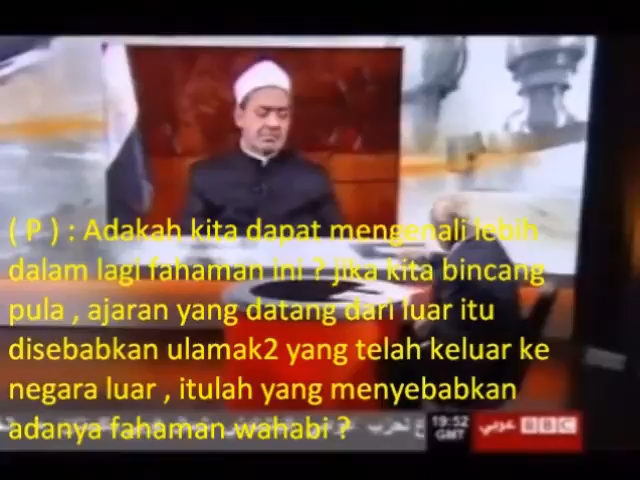 ( P ) : Adakah kita dapat mengenali lebih
dalam lagi fahaman ini ? jika kita bincang
pula , ajaran yang datang dari luar itu
disebabkan ulamak2 yang telah keluar ke
negara luar , itulah yang menyebabkan
adanya fahaman wahabi ?
19:52
GMT
BBC عربي